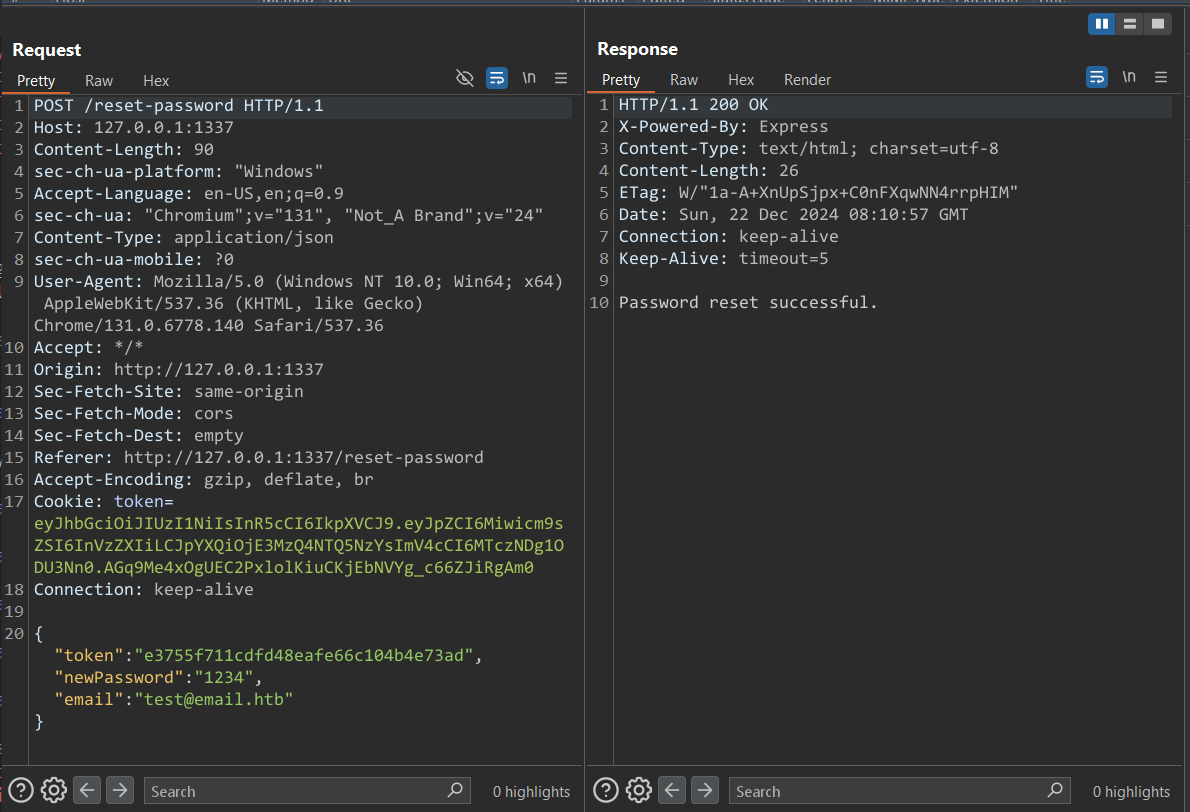 Request
Pretty Raw Hex
\n
1 POST /reset-password HTTP/1.1
2 Host: 127.0.0.1:1337
3 Content-Length: 90
4 sec-ch-ua-platform: "Windows"
5 Accept-Language: en-US,en;q=0.9
6 sec-ch-ua: "Chromium";v="131", "Not_A Brand";v="24"
7 Content-Type: application/json
8 sec-ch-ua-mobile: ?0
9 User-Agent: Mozilla/5.0 (Windows NT 10.0; Win64; x64)
AppleWebKit/537.36 (KHTML, like Gecko)
Chrome/131.0.6778.140 Safari/537.36
10 Accept: */*
11 Origin: http://127.0.0.1:1337
12 Sec-Fetch-Site: same-origin
13 Sec-Fetch-Mode: cors
14 Sec-Fetch-Dest: empty
15 Referer: http://127.0.0.1:1337/reset-password
16 Accept-Encoding: gzip, deflate, br
17 Cookie: token=
eyJhbGciOiJIUzI1NiIsInR5cCI6IkpXVCJ9.eyJpZCI6Miwicm9s
ZSI6InVzZXIiLCJpYXQiOjE3MzQ4NTQ5NzYsImV4cCI6MTczNDg1O
DU3Nn0.AGq9Me4xOgUEC2PxlolKiuCKjEbNVYg_c66ZJiRgAm0
18 Connection: keep-alive
19
20 {
"token":"e3755f711cdfd48eafe66c104b4e73ad",
"newPassword":"1234",
"email":"test@email.htb"
}
Search
0 highlights
Response
Pretty Raw Hex Render
\n
1 HTTP/1.1 200 OK
2 X-Powered-By: Express
3 Content-Type: text/html; charset=utf-8
4 Content-Length: 26
5 ETag: W/"1a-A+XnUpSjpx+C0nFXqwNN4rrpHIM"
6 Date: Sun, 22 Dec 2024 08:10:57 GMT
7 Connection: keep-alive
8 Keep-Alive: timeout=5
9
10 Password reset successful.
Search
0 highlights